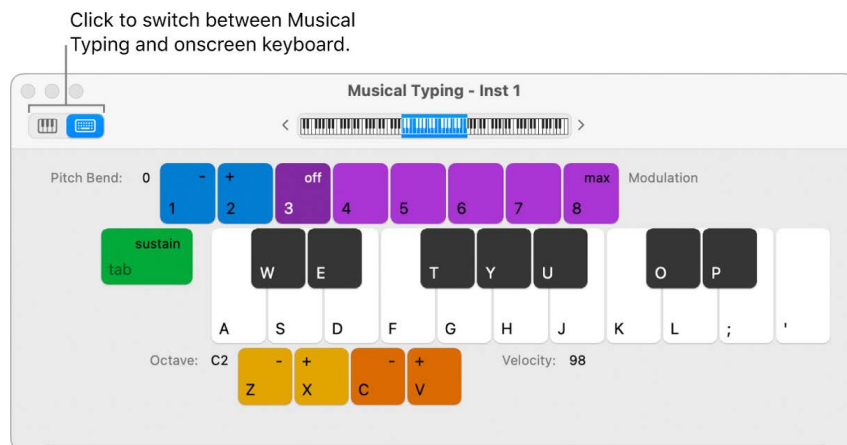 Click to switch between Musical
Typing and onscreen keyboard.
Musical Typing - Inst 1
Pitch Bend: 0 - + off max Modulation
1 2 3 4 5 6 7 8
sustain
tab
W E T Y U O P
A S D F G H J K L ; '
Octave: C2 - + - + Velocity: 98
Z X C V